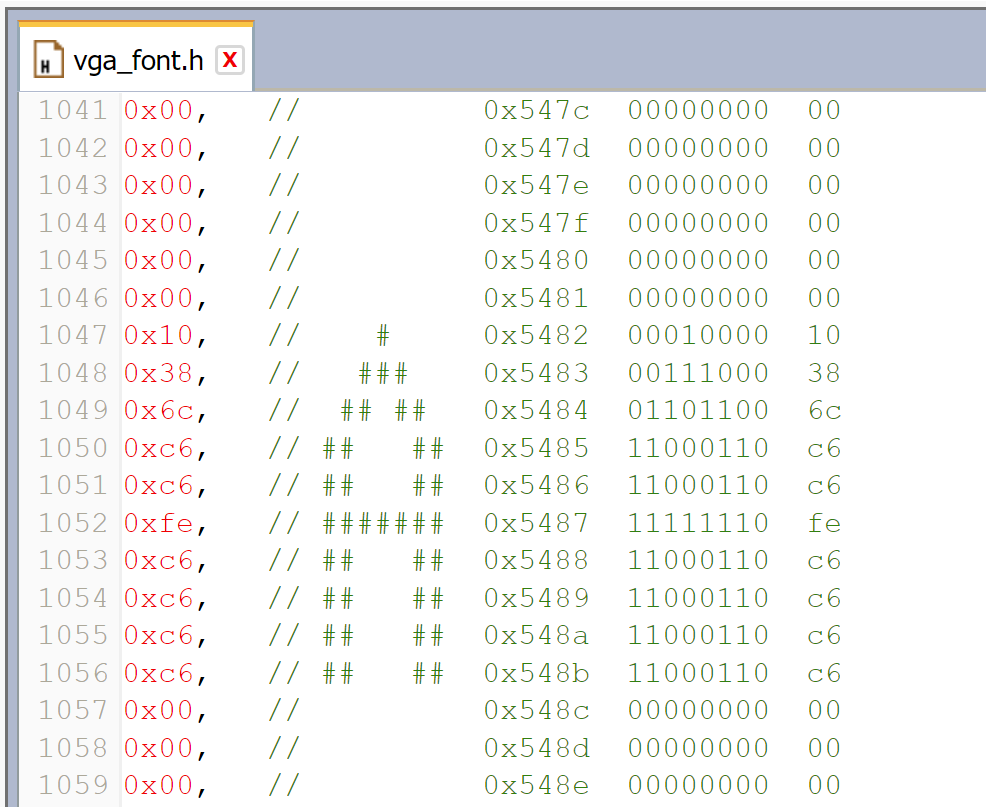 vga_font.h X
1041 0x00,    //           0x547c  00000000  00
1042 0x00,    //           0x547d  00000000  00
1043 0x00,    //           0x547e  00000000  00
1044 0x00,    //           0x547f  00000000  00
1045 0x00,    //           0x5480  00000000  00
1046 0x00,    //           0x5481  00000000  00
1047 0x10,    //    #      0x5482  00010000  10
1048 0x38,    //   ###     0x5483  00111000  38
1049 0x6c,    //  ## ##    0x5484  01101100  6c
1050 0xc6,    // ##   ##   0x5485  11000110  c6
1051 0xc6,    // ##   ##   0x5486  11000110  c6
1052 0xfe,    // #######   0x5487  11111110  fe
1053 0xc6,    // ##   ##   0x5488  11000110  c6
1054 0xc6,    // ##   ##   0x5489  11000110  c6
1055 0xc6,    // ##   ##   0x548a  11000110  c6
1056 0xc6,    // ##   ##   0x548b  11000110  c6
1057 0x00,    //           0x548c  00000000  00
1058 0x00,    //           0x548d  00000000  00
1059 0x00,    //           0x548e  00000000  00